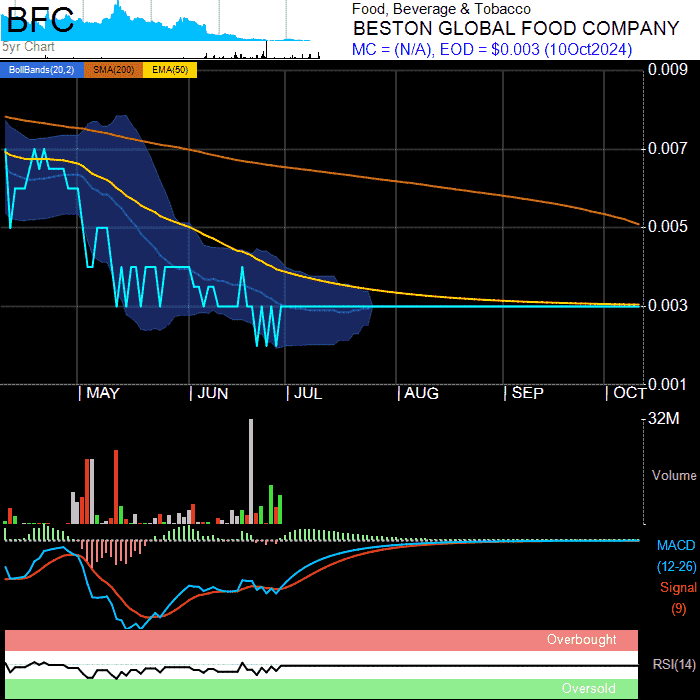 BFC
5yr Chart
Food, Beverage & Tobacco
BESTON GLOBAL FOOD COMPANY
MC = (N/A), EOD = $0.003 (10Oct2024)
BollBands(20,2) SMA(200) EMA(50)
0.009
0.007
0.005
0.003
0.001
| MAY | JUN | JUL | AUG | SEP | OCT
32M
Volume
MACD
(12-26)
Signal
(9)
Overbought
RSI(14)
Oversold